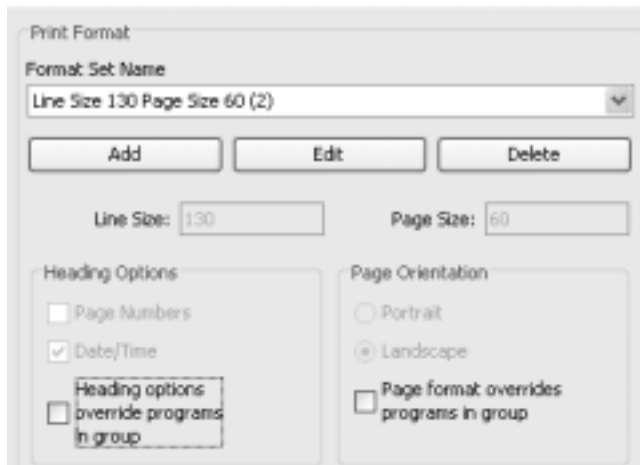 Print Format
Format Set Name
Line Size 130 Page Size 60 (2)
Add Edit Delete
Line Size: 130 Page Size: 60
Heading Options Page Orientation
Page Numbers Portrait
Date/Time Landscape
Heading options
override programs
in group
Page format overrides
programs in group